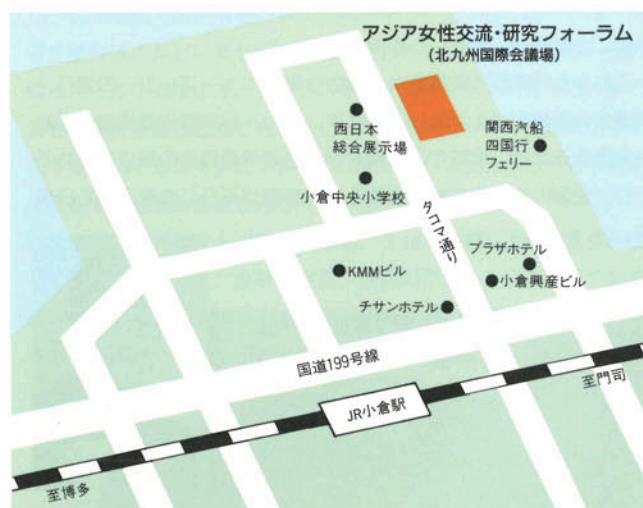 アジア女性交流・研究フォーラム
(北九州国際会議場)
西日本
総合展示場
関西汽船
四国行
フェリー
小倉中央小学校
タコマ通り
プラザホテル
KMMビル
小倉興産ビル
チサンホテル
国道199号線
至門司
JR小倉駅
至博多